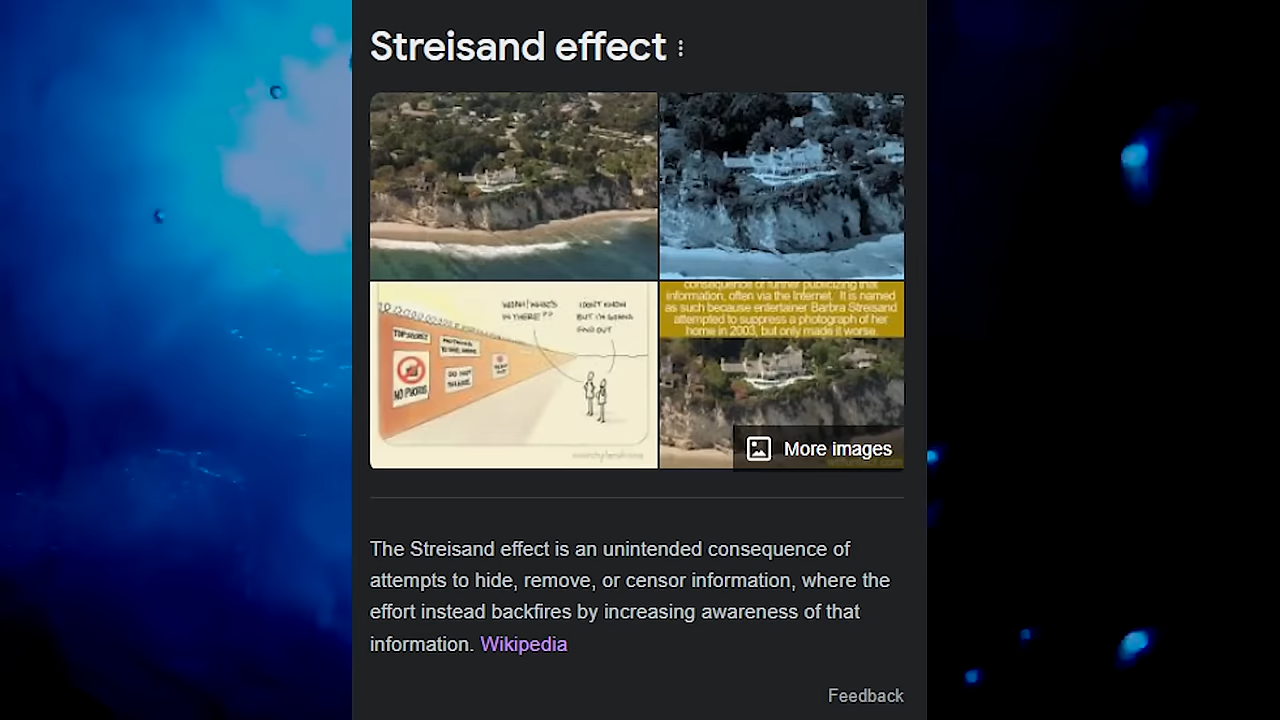 Streisand effect
WOAH! WHAT'S
IN THERE??
I DON'T KNOW
BUT I'M GONNA
FIND OUT
TOP SECRET
NO PHOTOS
consequence of further publicizing that
information, often via the Internet. It is named
as such because entertainer Barbra Streisand
attempted to suppress a photograph of her
home in 2003, but only made it worse.
More images
The Streisand effect is an unintended consequence of
attempts to hide, remove, or censor information, where the
effort instead backfires by increasing awareness of that
information. Wikipedia
Feedback